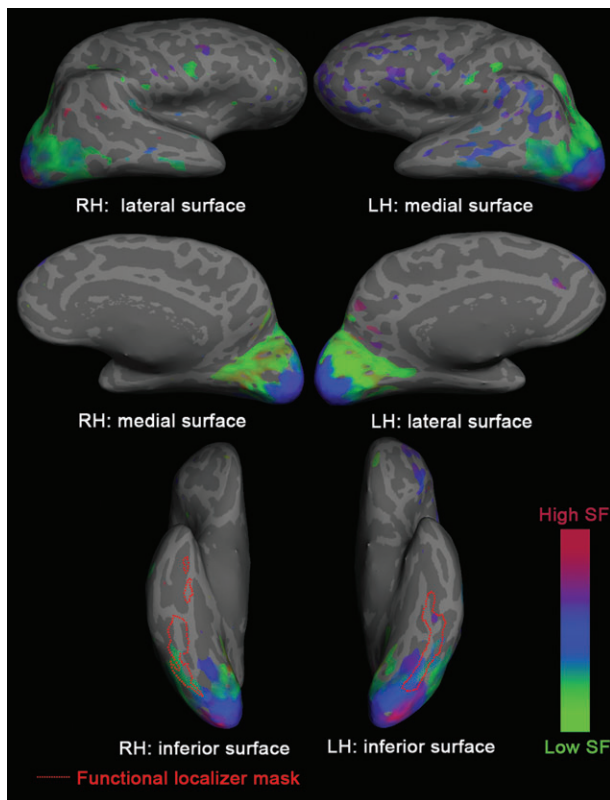 RH: lateral surface
LH: medial surface
RH: medial surface
LH: lateral surface
High SF
Low SF
RH: inferior surface
LH: inferior surface
Functional localizer mask